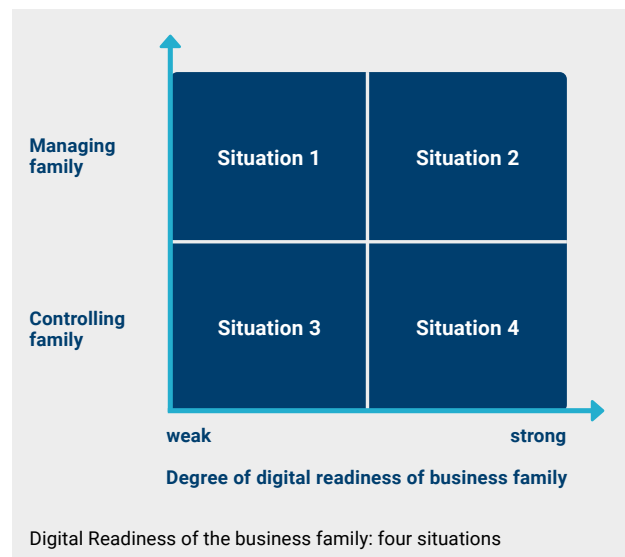 Managing
family
Situation 1
Situation 2
Controlling
family
Situation 3
Situation 4
weak
strong
Degree of digital readiness of business family
Digital Readiness of the business family: four situations